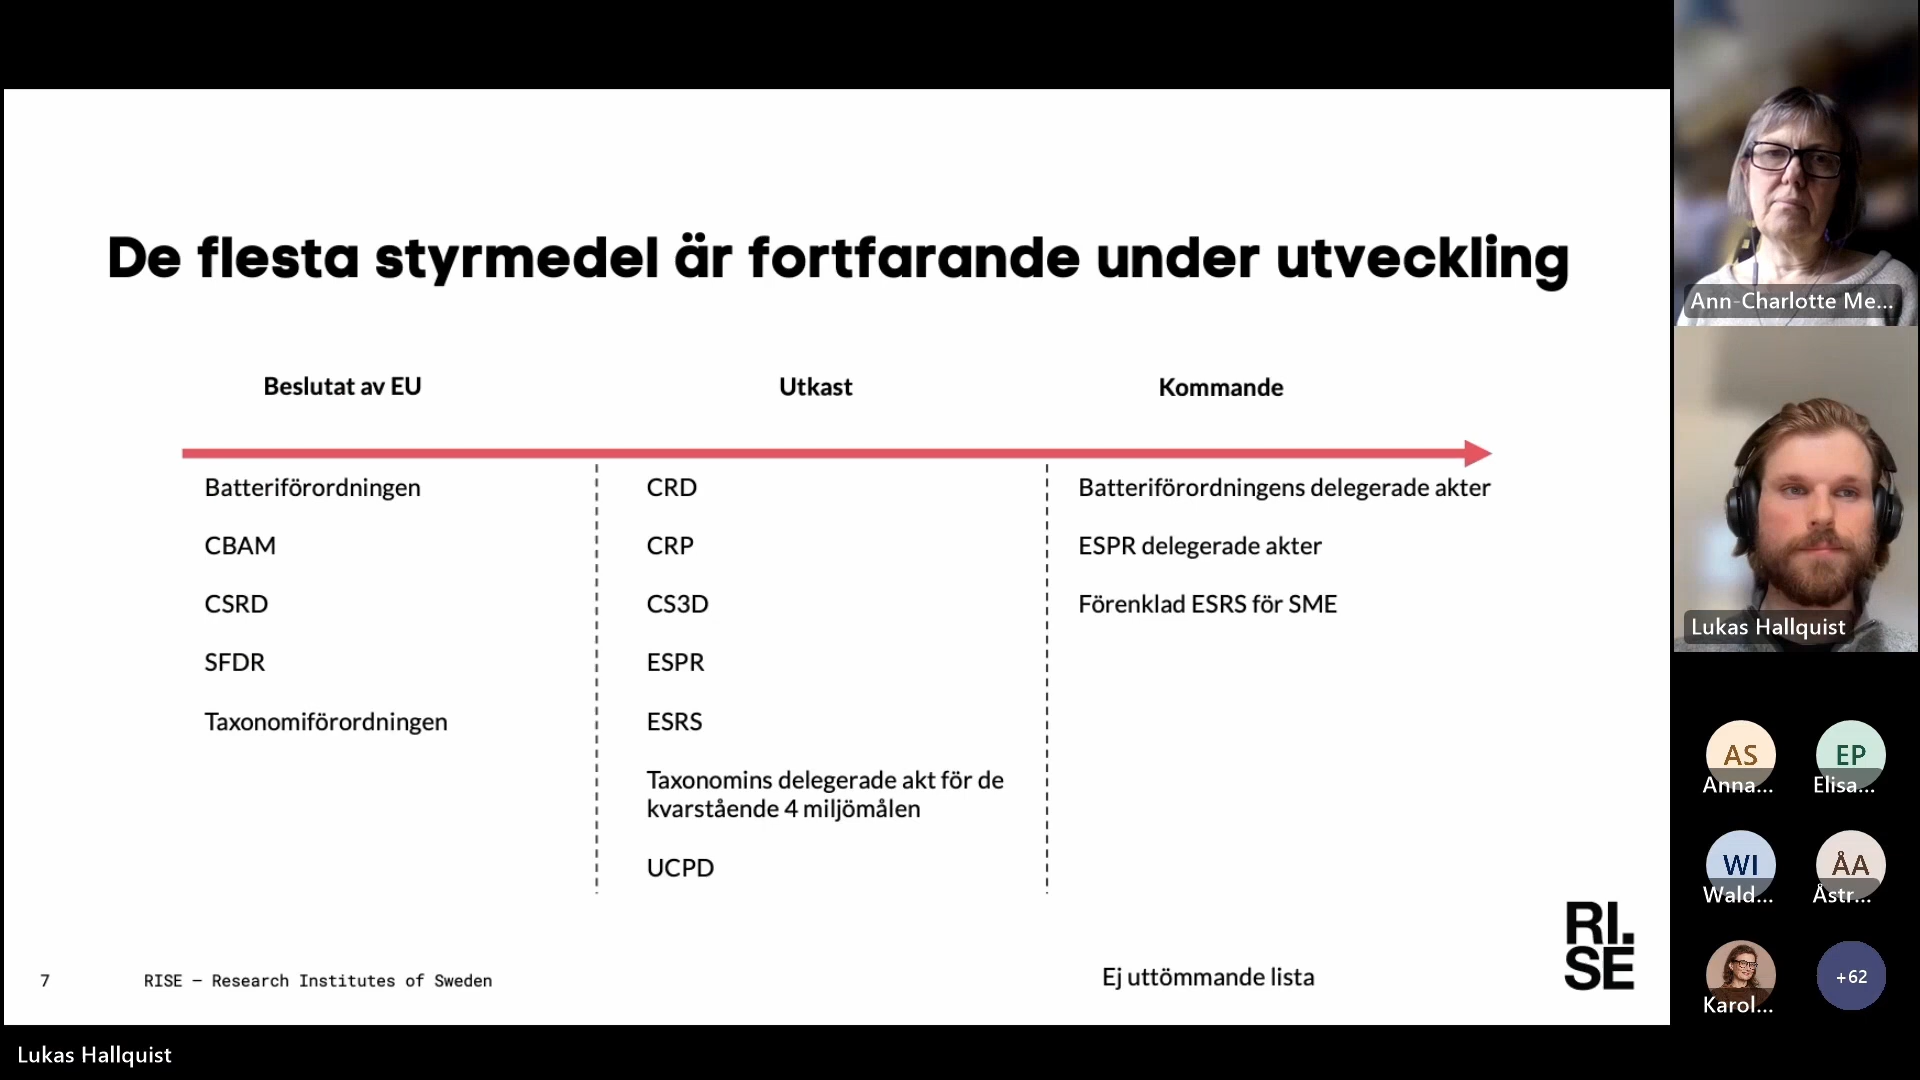 De flesta styrmedel är fortfarande under utveckling
Beslutat av EU
Utkast
Kommande
Batteriförordningen
CBAM
CSRD
SFDR
Taxonomiförordningen
CRD
CRP
CS3D
ESPR
ESRS
Taxonomins delegerade akt för de
kvarstående 4 miljömålen
UCPD
Batteriförordningens delegerade akter
ESPR delegerade akter
Förenklad ESRS för SME
7
RISE – Research Institutes of Sweden
Ej uttömmande lista
RI.
SE
Lukas Hallquist
Ann-Charlotte Me...
Lukas Hallquist
AS
Anna...
EP
Elisa...
WI
Wald...
ÅA
Åstr...
Karol...
+62